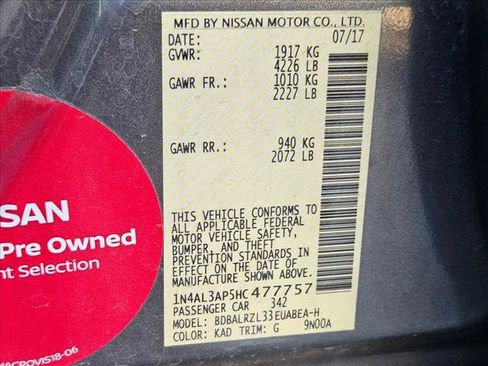 MFD BY NISSAN MOTOR CO., LTD.
DATE: 07/17
GVWR: 1917 KG
4226 LB
GAWR FR.: 1010 KG
2227 LB
GAWR RR.: 940 KG
2072 LB
THIS VEHICLE CONFORMS TO
ALL APPLICABLE FEDERAL
MOTOR VEHICLE SAFETY,
BUMPER, AND THEFT
PREVENTION STANDARDS IN
EFFECT ON THE DATE OF
MANUFACTURE SHOWN ABOVE.
1N4AL3AP5HC477757
PASSENGER CAR 342
MODEL: BDBALRZL33EUABEA-H
COLOR: KAD TRIM: G 9N00A
SSAN
Pre Owned
nt Selection